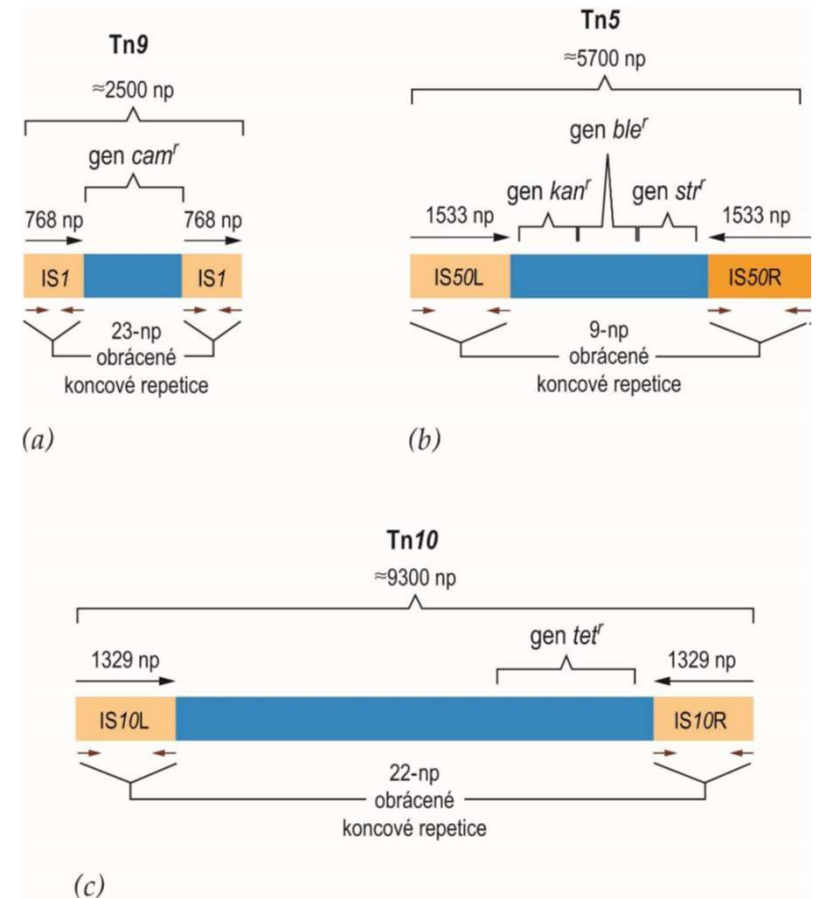 Tn9
≈2500 np
gen camʳ
768 np 768 np
IS1 IS1
23-np
obrácené
koncové repetice
(a)
Tn5
≈5700 np
gen bleʳ
gen kanʳ gen strʳ
1533 np 1533 np
IS50L IS50R
9-np
obrácené
koncové repetice
(b)
Tn10
≈9300 np
gen tetʳ
1329 np 1329 np
IS10L IS10R
22-np
obrácené
koncové repetice
(c)